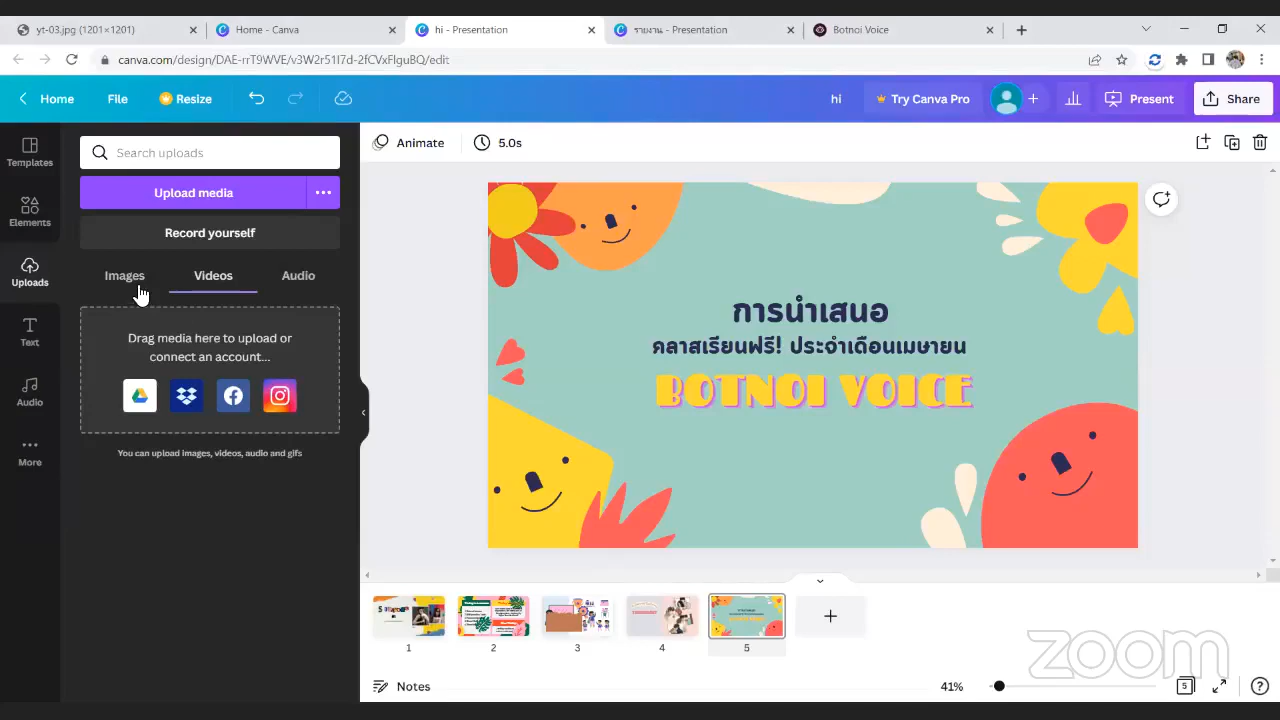 yt-03.jpg (1201×1201)
Home - Canva
hi - Presentation
รายงาน - Presentation
Botnoi Voice
canva.com/design/DAE-rrT9WVE/v3W2r51I7d-2fCVxFlguBQ/edit
Home
File
Resize
hi
Try Canva Pro
Present
Share
Templates
Elements
Uploads
Text
Audio
More
Search uploads
Upload media
Record yourself
Images
Videos
Audio
Drag media here to upload or
connect an account...
You can upload images, videos, audio and gifs
Animate
5.0s
การนำเสนอ
คลาสเรียนฟรี! ประจำเดือนเมษายน
BOTNOI VOICE
1
2
3
4
5
Notes
41%
5
zoom